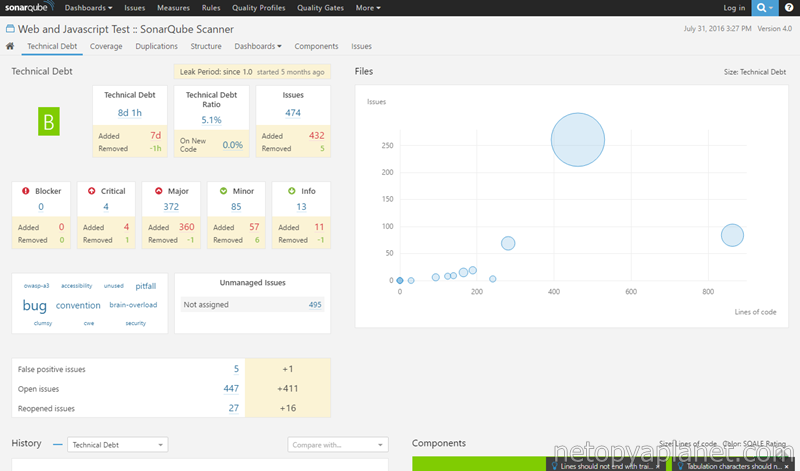 sonarqube Dashboards Issues Measures Rules Quality Profiles Quality Gates More Log in ?
Web and Javascript Test :: SonarQube Scanner
July 31, 2016 3:27 PM Version 4.0
Technical Debt Coverage Duplications Structure Dashboards Components Issues
Technical Debt
Leak Period: since 1.0 started 5 months ago
B
Technical Debt
8d 1h
Added 7d
Removed -1h
Technical Debt Ratio
5.1%
On New Code 0.0%
Issues
474
Added 432
Removed 5
Blocker
0
Added 0
Removed 0
Critical
4
Added 4
Removed 1
Major
372
Added 360
Removed -1
Minor
85
Added 57
Removed 6
Info
13
Added 11
Removed -1
owasp-a3 accessibility unused pitfall
bug convention brain-overload
clumsy cwe security
Unmanaged Issues
Not assigned 495
False positive issues 5 +1
Open issues 447 +411
Reopened issues 27 +16
Files
Size: Technical Debt
Issues
250
200
150
100
50
0
0 200 400 600 800
Lines of code
History Technical Debt Compare with...
Components
Size: Lines of code Color: SQALE Rating
Lines should not end with trai...
Tabulation characters should n...
netopyaplanet.com